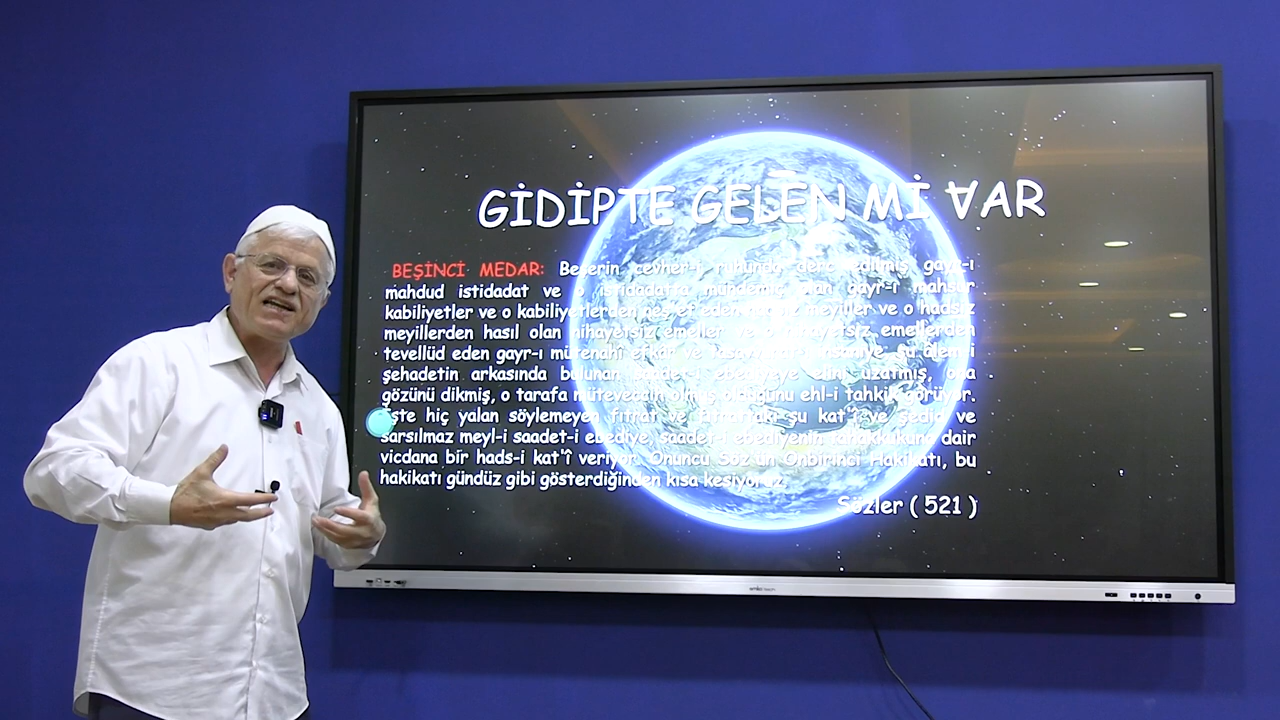 GİDİPTE GELEN Mİ VAR
BEŞİNCİ MEDAR: Beşerin cevher-i ruhunda derc edilmiş gayr-ı
mahdud istidadat ve o istidadatta mündemiç olan gayr-ı mahsur
kabiliyetler ve o kabiliyetlerden neş'et eden hadsiz meyiller ve o hadsiz
meyillerden hasıl olan nihayetsiz emeller ve o nihayetsiz emellerden
tevellüd eden gayr-ı mütenahî efkâr ve tasavvurat-ı insaniye, şu âlem-i
şehadetin arkasında bulunan saadet-i ebediyeye elini uzatmış, ona
gözünü dikmiş, o tarafa müteveccih olmuş olduğunu ehl-i tahkik görüyor.
İşte hiç yalan söylemeyen fıtrat ve fıtrattaki şu kat'î ve şedid ve
sarsılmaz meyl-i saadet-i ebediye, saadet-i ebediyenin tahakkukuna dair
vicdana bir hads-i kat'î veriyor. Onuncu Söz'ün Onbirinci Hakikatı, bu
hakikatı gündüz gibi gösterdiğinden kısa kesiyoruz.
Sözler ( 521 )